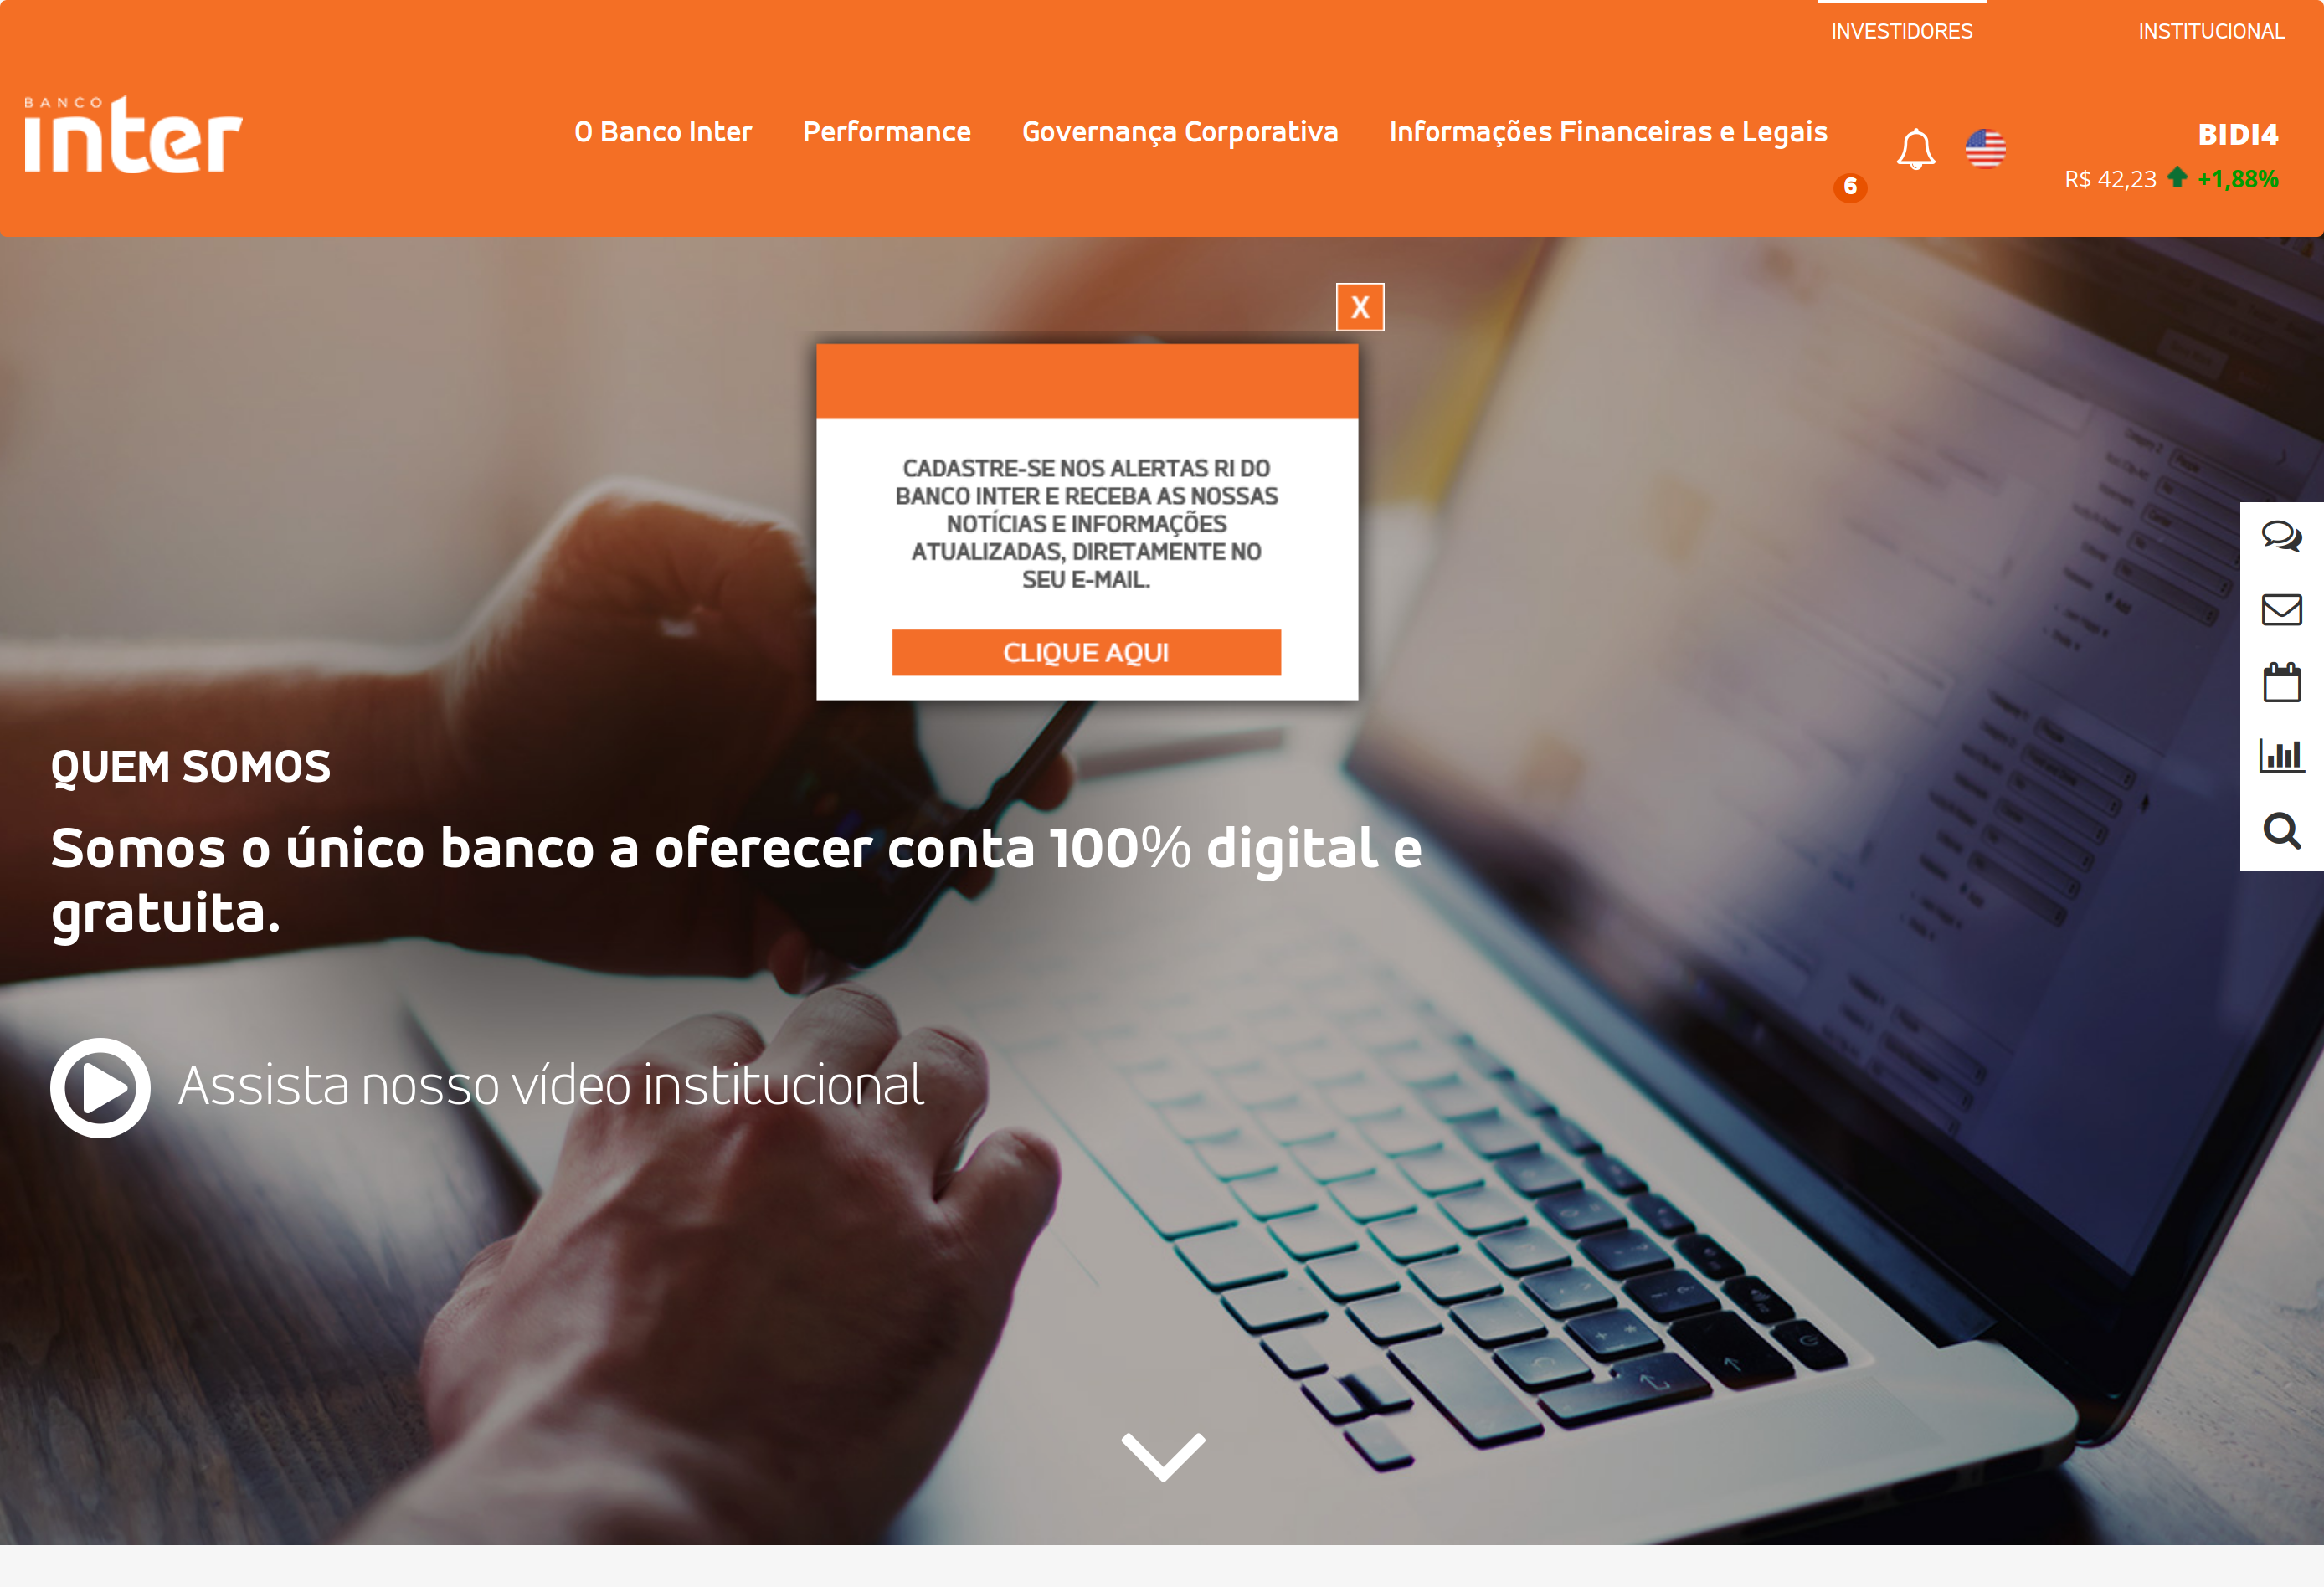 INVESTIDORES
INSTITUCIONAL
BANCO
inter
O Banco Inter
Performance
Governança Corporativa
Informações Financeiras e Legais
6
BIDI4
R$ 42,23 +1,88%
X
CADASTRE-SE NOS ALERTAS RI DO
BANCO INTER E RECEBA AS NOSSAS
NOTÍCIAS E INFORMAÇÕES
ATUALIZADAS, DIRETAMENTE NO
SEU E-MAIL.
CLIQUE AQUI
QUEM SOMOS
Somos o único banco a oferecer conta 100% digital e
gratuita.
Assista nosso vídeo institucional